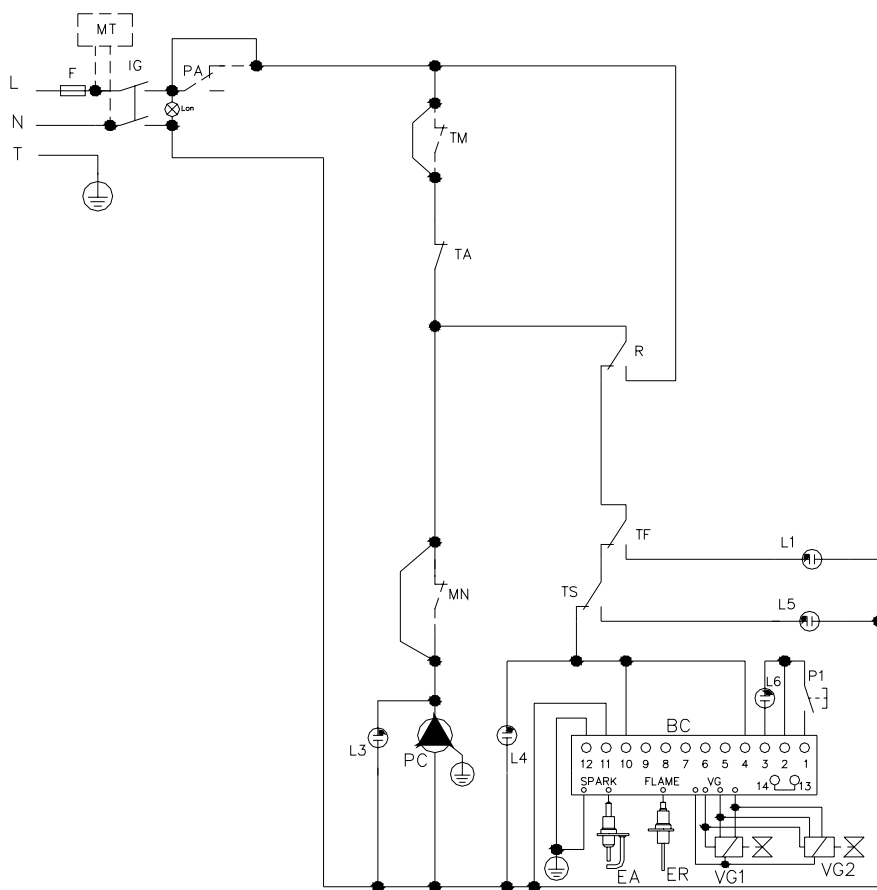 MT
F
IG
PA
L
Lon
N
TM
T
TA
R
TF
L1
TS
MN
L5
L6
P1
BC
L3
PC
L4
12 11 10 9 8 7 6 5 4 3 2 1
SPARK FLAME VG
14 13
EA ER VG1 VG2